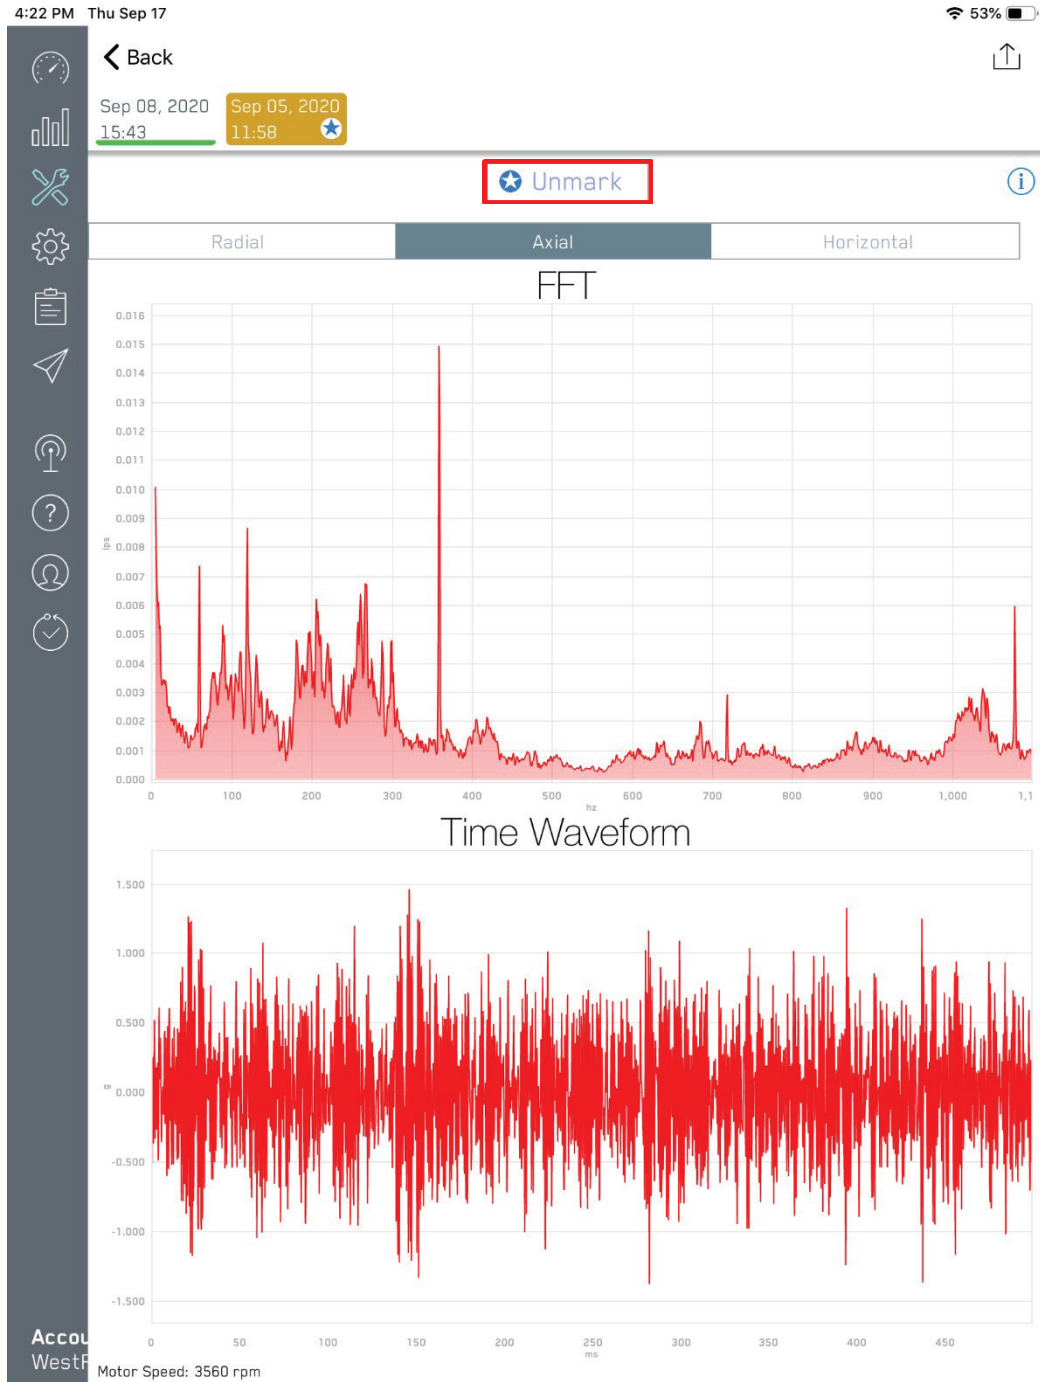 4:22 PM Thu Sep 17
53%
Back
Sep 08, 2020
15:43
Sep 05, 2020
11:58
Unmark
i
Radial Axial Horizontal
FFT
0.016
0.015
0.014
0.013
0.012
0.011
0.010
0.009
ips
0.008
0.007
0.006
0.005
0.004
0.003
0.002
0.001
0.000
0 100 200 300 400 500 600 700 800 900 1,000 1,1
hz
Time Waveform
1.500
1.000
0.500
g
0.000
-0.500
-1.000
-1.500
0 50 100 150 200 250 300 350 400 450
ms
?
Accou
WestF
Motor Speed: 3560 rpm